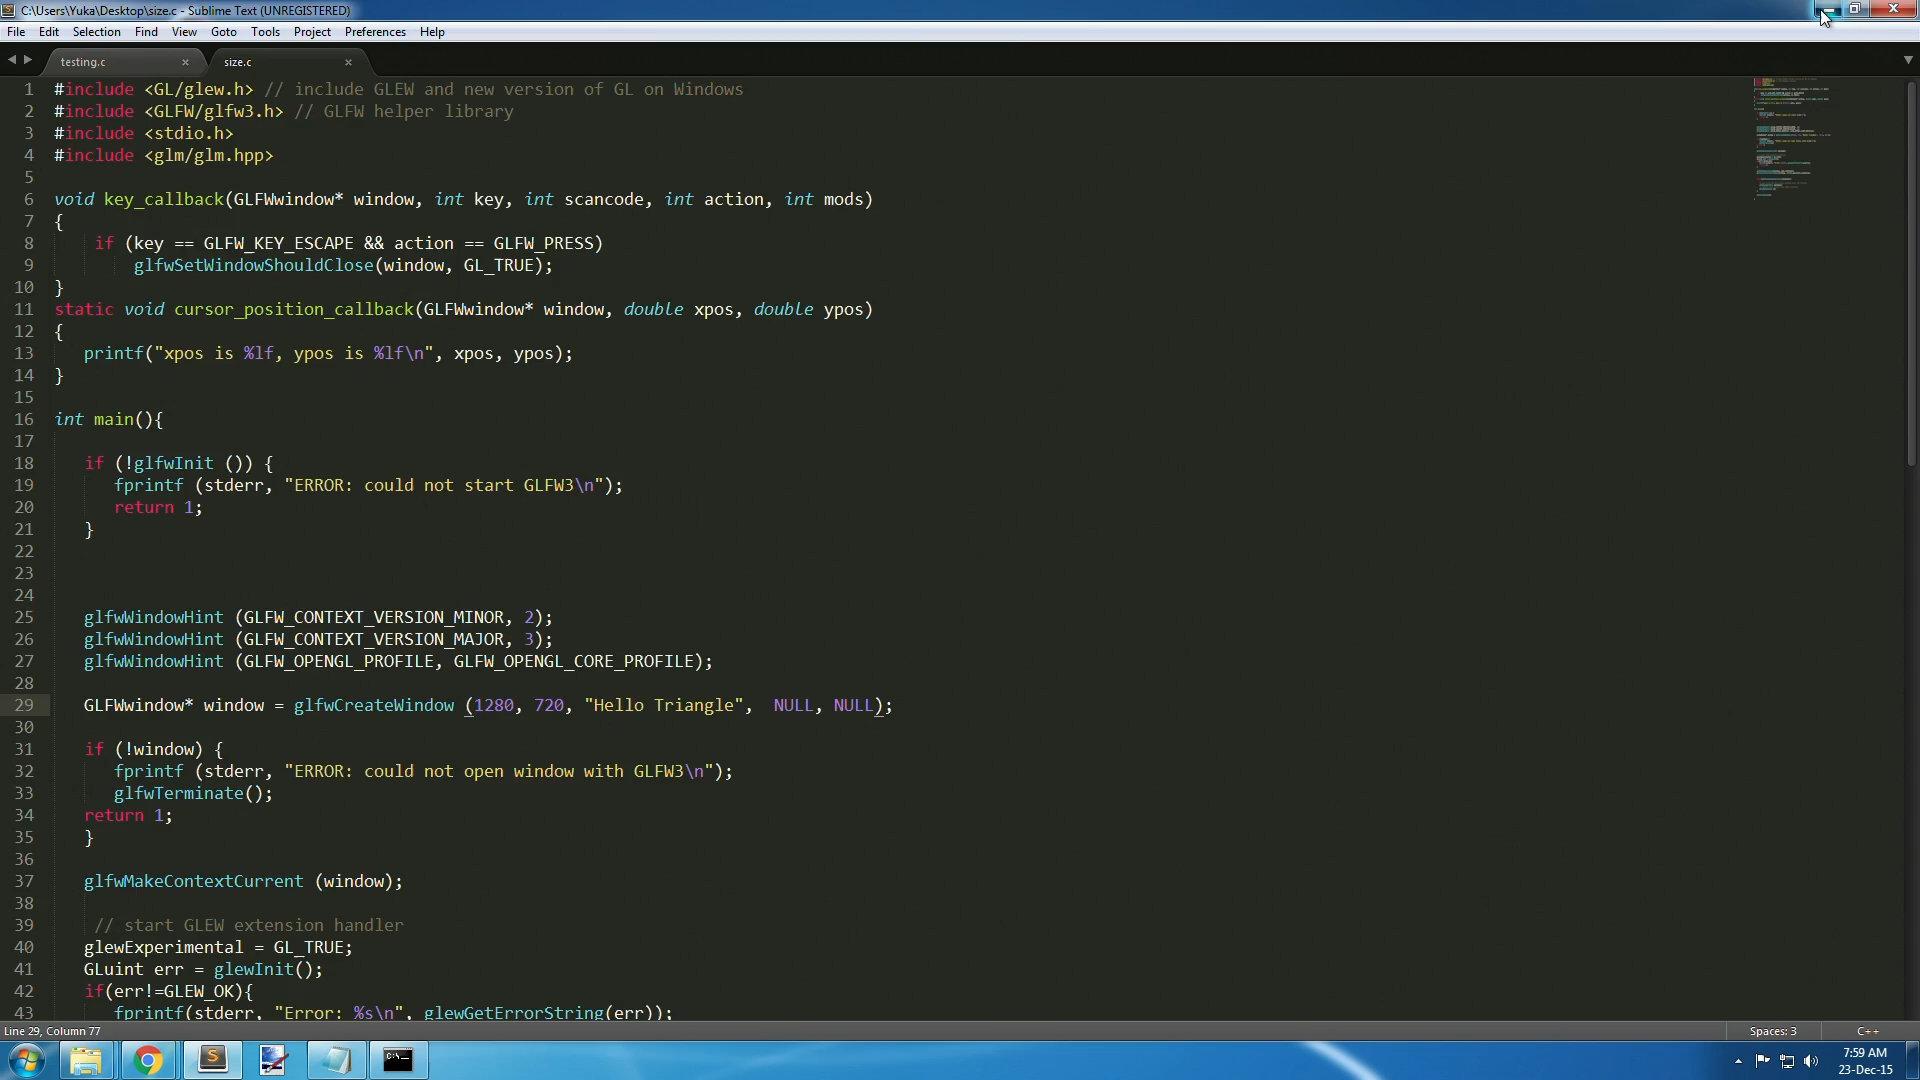 C:\Users\Yuka\Desktop\size.c - Sublime Text (UNREGISTERED)
File Edit Selection Find View Goto Tools Project Preferences Help
testing.c size.c
1 #include <GL/glew.h> // include GLEW and new version of GL on Windows
2 #include <GLFW/glfw3.h> // GLFW helper library
3 #include <stdio.h>
4 #include <glm/glm.hpp>
5
6 void key_callback(GLFWwindow* window, int key, int scancode, int action, int mods)
7 {
8 if (key == GLFW_KEY_ESCAPE && action == GLFW_PRESS)
9 glfwSetWindowShouldClose(window, GL_TRUE);
10 }
11 static void cursor_position_callback(GLFWwindow* window, double xpos, double ypos)
12 {
13 printf("xpos is %lf, ypos is %lf\n", xpos, ypos);
14 }
15
16 int main(){
17
18 if (!glfwInit ()) {
19 fprintf (stderr, "ERROR: could not start GLFW3\n");
20 return 1;
21 }
22
23
24
25 glfwWindowHint (GLFW_CONTEXT_VERSION_MINOR, 2);
26 glfwWindowHint (GLFW_CONTEXT_VERSION_MAJOR, 3);
27 glfwWindowHint (GLFW_OPENGL_PROFILE, GLFW_OPENGL_CORE_PROFILE);
28
29 GLFWwindow* window = glfwCreateWindow (1280, 720, "Hello Triangle",  NULL, NULL);
30
31 if (!window) {
32 fprintf (stderr, "ERROR: could not open window with GLFW3\n");
33 glfwTerminate();
34 return 1;
35 }
36
37 glfwMakeContextCurrent (window);
38
39 // start GLEW extension handler
40 glewExperimental = GL_TRUE;
41 GLuint err = glewInit();
42 if(err!=GLEW_OK){
43 fprintf(stderr, "Error: %s\n", glewGetErrorString(err));
Line 29, Column 77 Spaces: 3 C++
7:59 AM
23-Dec-15